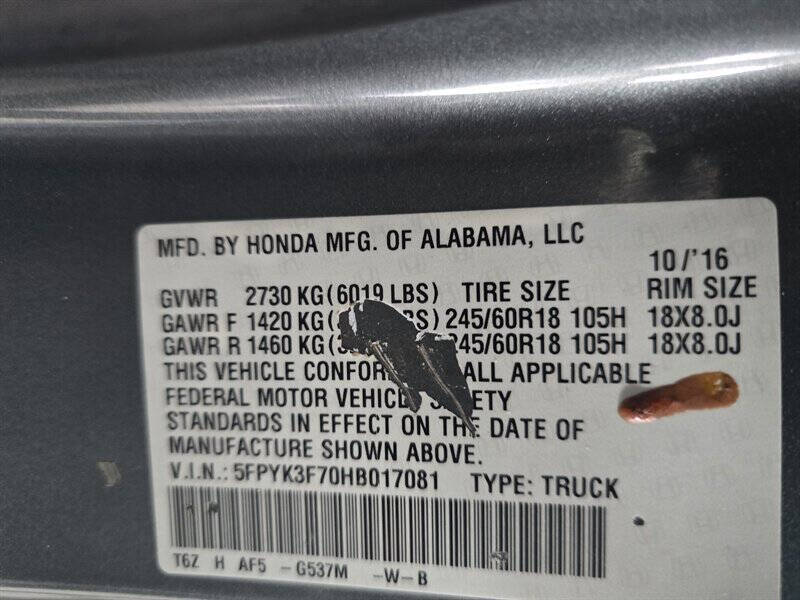 MFD. BY HONDA MFG. OF ALABAMA, LLC
10/'16
GVWR 2730 KG(6019 LBS) TIRE SIZE RIM SIZE
GAWR F 1420 KG( BS) 245/60R18 105H 18X8.0J
GAWR R 1460 KG( 245/60R18 105H 18X8.0J
THIS VEHICLE ALL APPLICABLE
FEDERAL MOTOR
STANDARDS IN EFFECT ON THE DATE OF
MANUFACTURE SHOWN ABOVE.
V.I.N.: 5FPYK3F70HB017081 TYPE: TRUCK
T6Z H AF5 -G537M -W-B